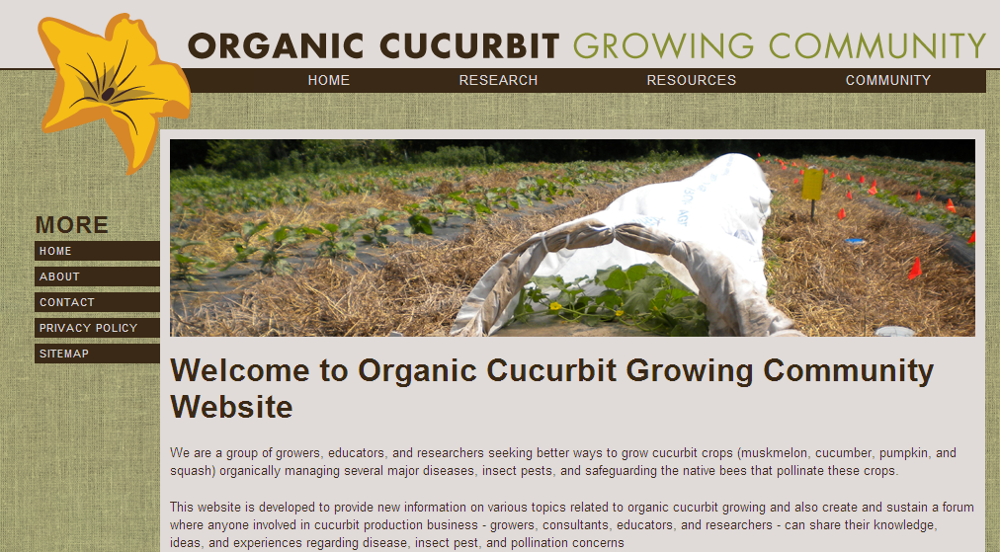 ORGANIC CUCURBIT GROWING COMMUNITY
HOME RESEARCH RESOURCES COMMUNITY
MORE
HOME
ABOUT
CONTACT
PRIVACY POLICY
SITEMAP
Welcome to Organic Cucurbit Growing Community
Website
We are a group of growers, educators, and researchers seeking better ways to grow cucurbit crops (muskmelon, cucumber, pumpkin, and
squash) organically managing several major diseases, insect pests, and safeguarding the native bees that pollinate these crops.
This website is developed to provide new information on various topics related to organic cucurbit growing and also create and sustain a forum
where anyone involved in cucurbit production business - growers, consultants, educators, and researchers - can share their knowledge,
ideas, and experiences regarding disease, insect pest, and pollination concerns